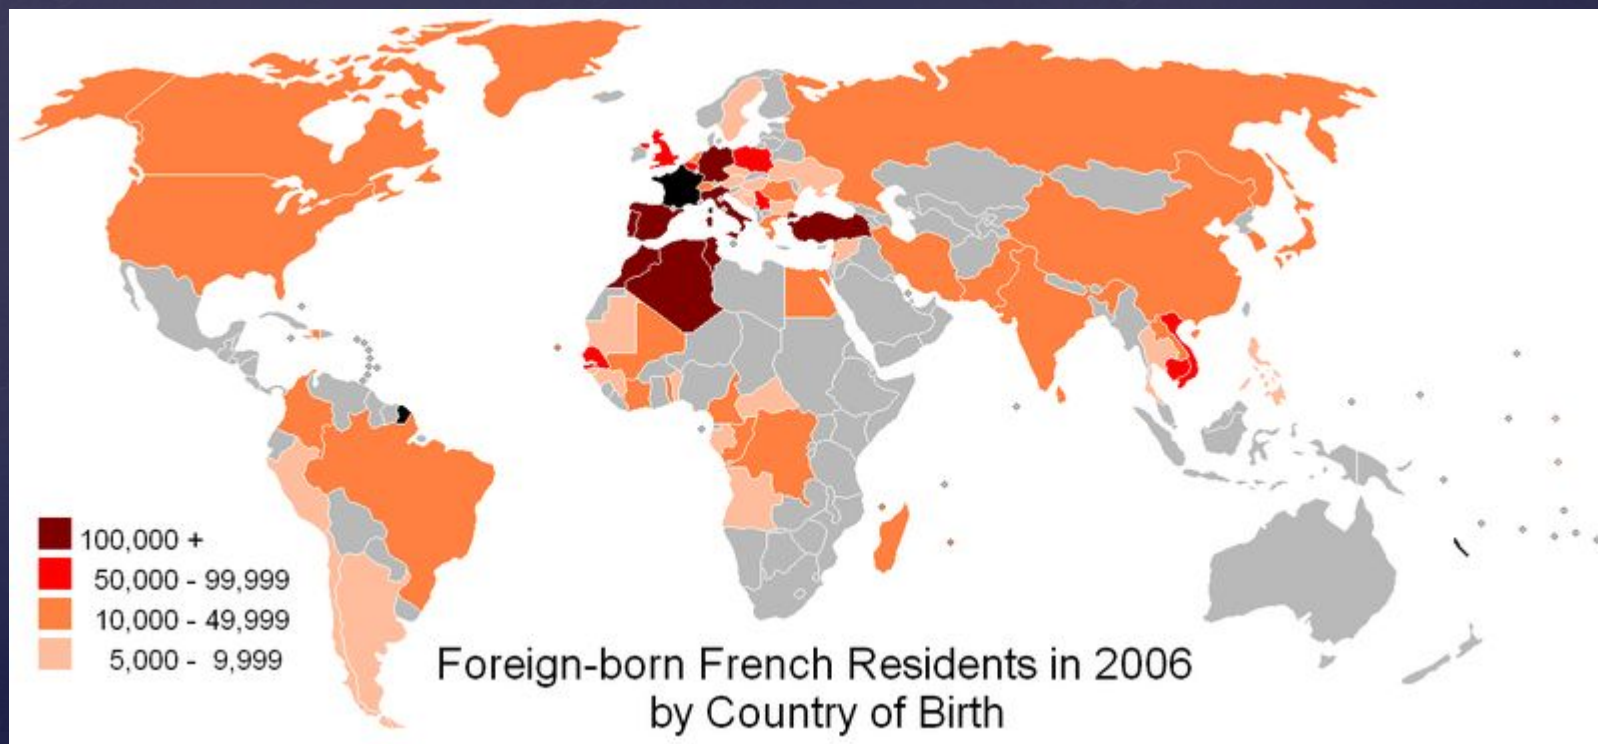 100,000 +
50,000 - 99,999
10,000 - 49,999
5,000 - 9,999
Foreign-born French Residents in 2006
by Country of Birth